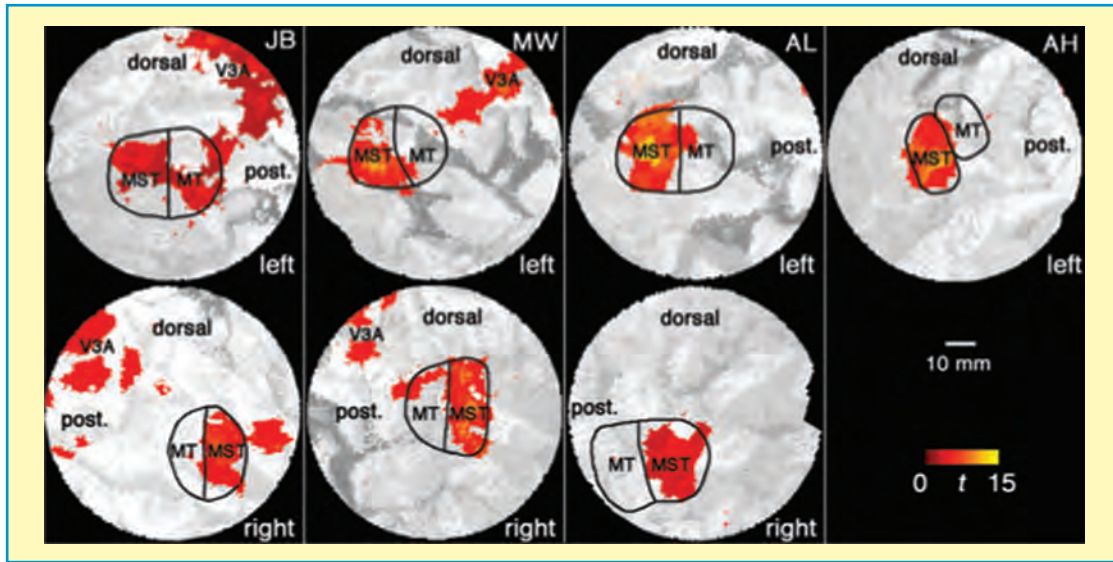 JB
dorsal
V3A
MST
MT
post.
left
MW
dorsal
V3A
MST
MT
left
AL
dorsal
MST
MT
post.
left
AH
dorsal
MT
post.
MST
left
V3A
dorsal
post.
MT
MST
right
V3A
dorsal
post.
MT
MST
right
dorsal
post.
MT
MST
right
10 mm
0 t 15